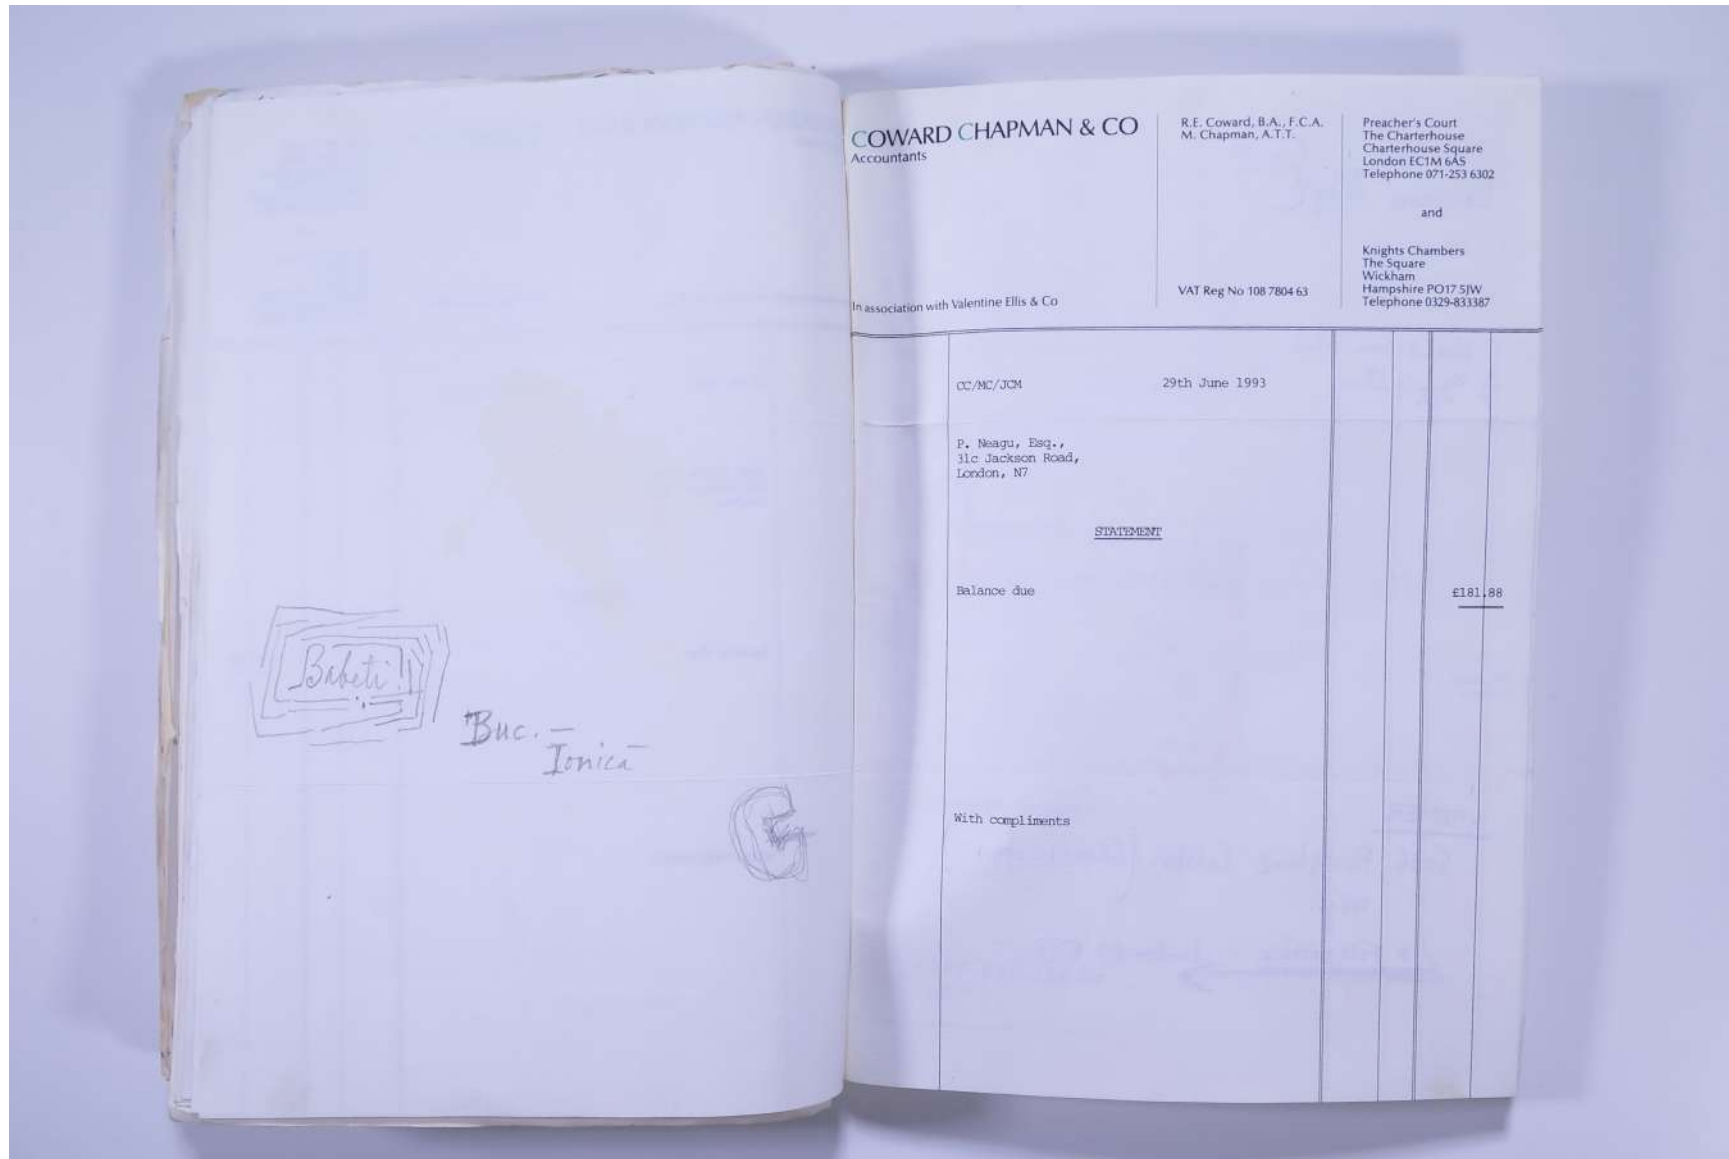 Babeti
Buc. —
Ionica
G
COWARD CHAPMAN & CO
Accountants
In association with Valentine Ellis & Co
R.E. Coward, B.A., F.C.A.
M. Chapman, A.T.T.
VAT Reg No 108 7804 63
Preacher's Court
The Charterhouse
Charterhouse Square
London EC1M 6AS
Telephone 071-253 6302
and
Knights Chambers
The Square
Wickham
Hampshire PO17 5JW
Telephone 0329-833387
CC/MC/JCM 29th June 1993
P. Neagu, Esq.,
31c Jackson Road,
London, N7
STATEMENT
Balance due £181.88
With compliments